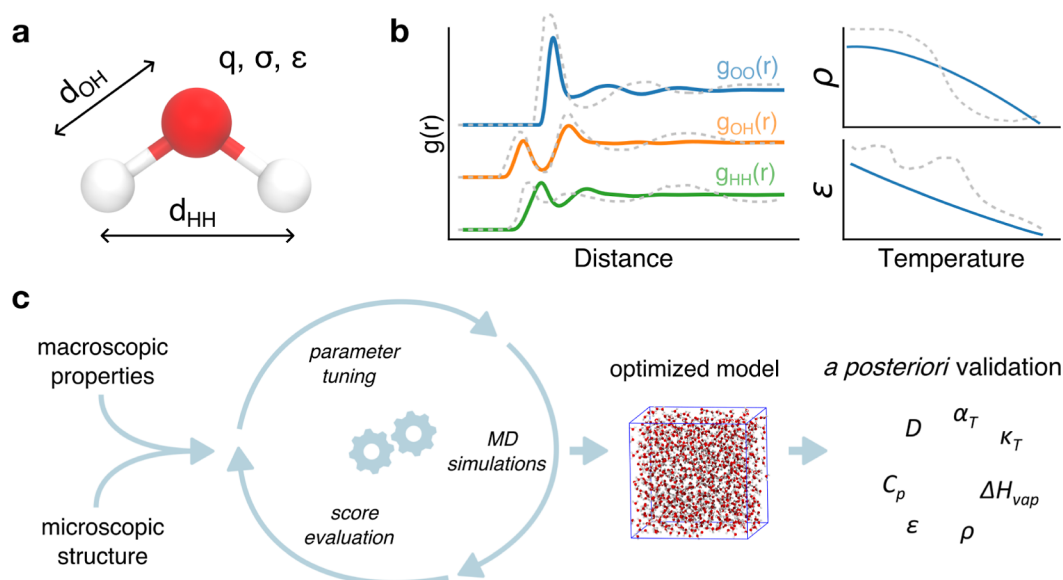 a
q, σ, ε
dOH
dHH
b
g(r)
gOO(r)
gOH(r)
gHH(r)
Distance
ρ
ε
Temperature
c
macroscopic
properties
microscopic
structure
parameter
tuning
MD
simulations
score
evaluation
optimized model
a posteriori validation
D
αT
κT
Cp
ΔHvap
ε
ρ